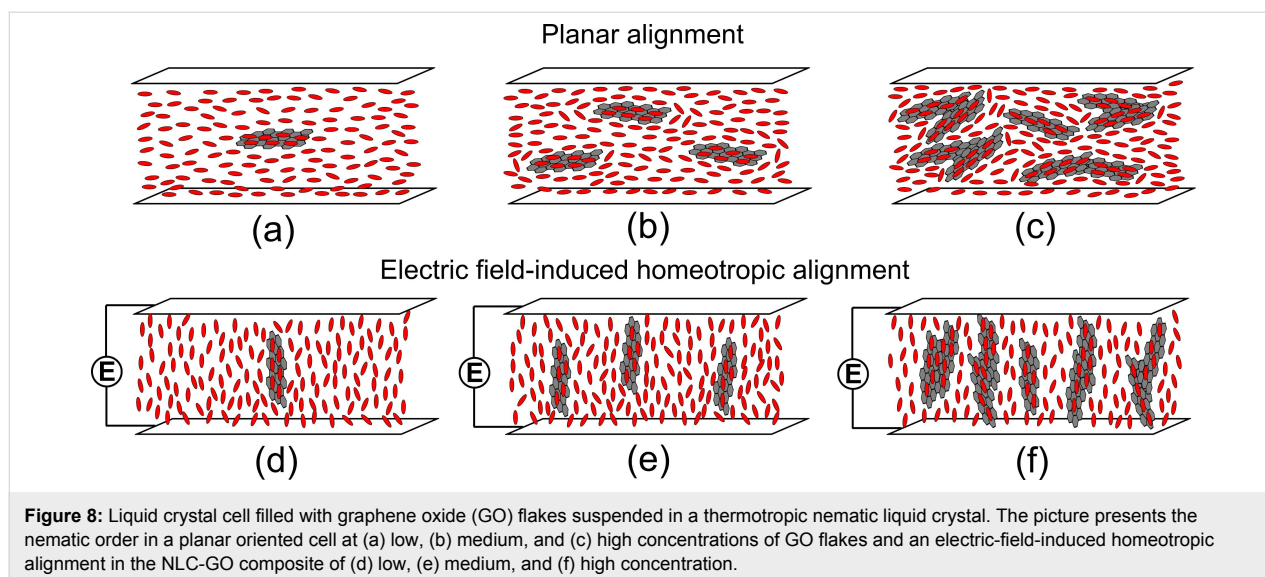 Planar alignment
(a)
(b)
(c)
Electric field-induced homeotropic alignment
E
E
E
(d)
(e)
(f)
Figure 8: Liquid crystal cell filled with graphene oxide (GO) flakes suspended in a thermotropic nematic liquid crystal. The picture presents the
nematic order in a planar oriented cell at (a) low, (b) medium, and (c) high concentrations of GO flakes and an electric-field-induced homeotropic
alignment in the NLC-GO composite of (d) low, (e) medium, and (f) high concentration.